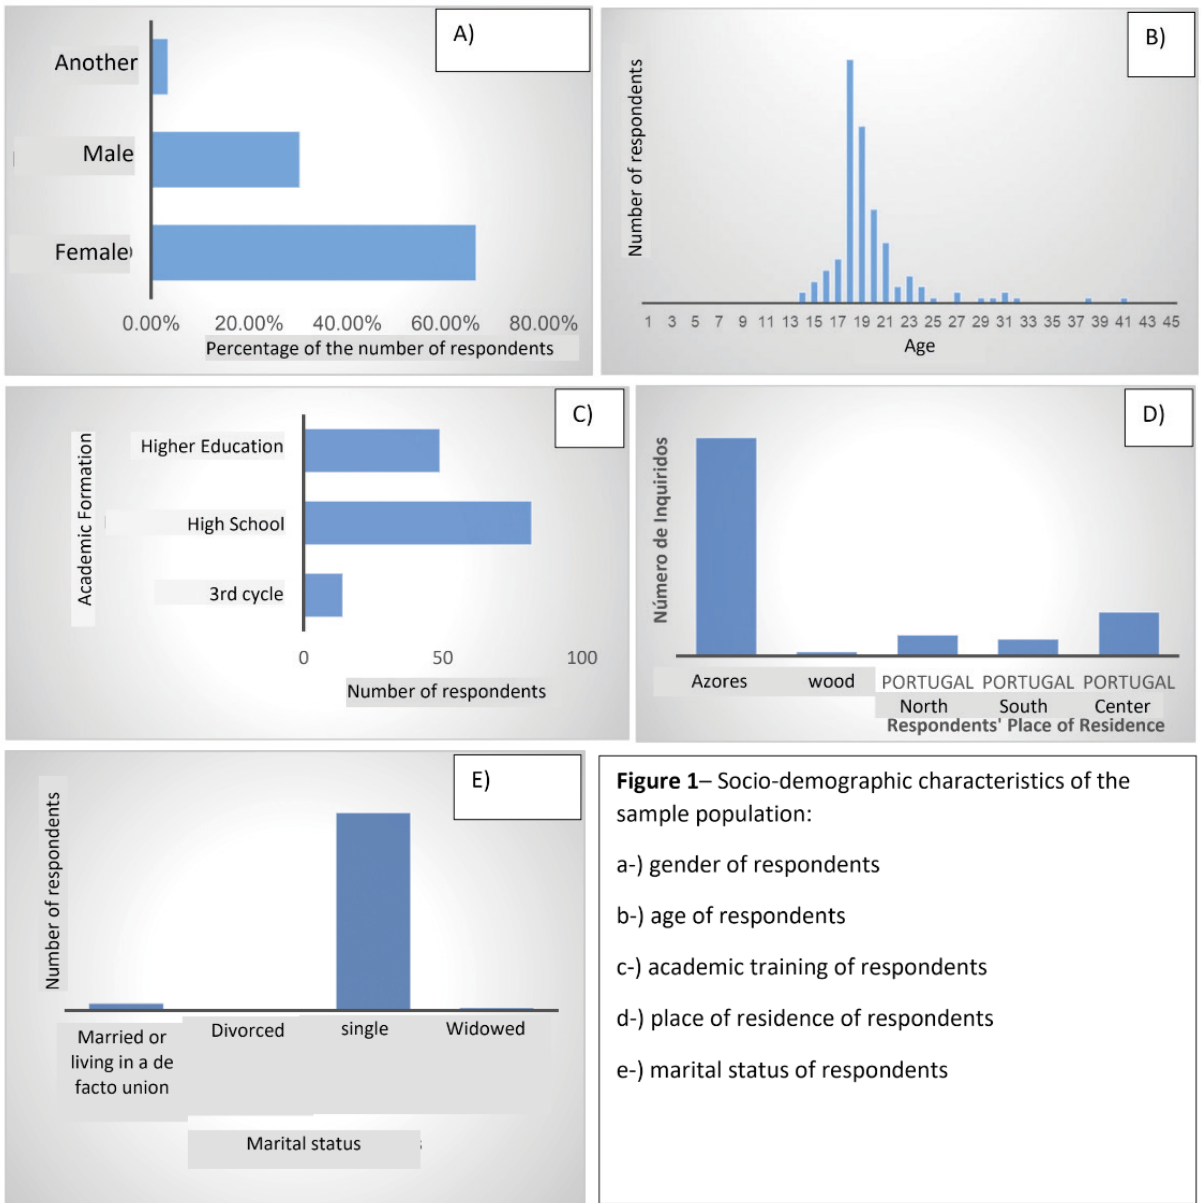 A)
Another
Male
Female
0.00% 20.00% 40.00% 60.00% 80.00%
Percentage of the number of respondents
B)
Number of respondents
1 3 5 7 9 11 13 15 17 19 21 23 25 27 29 31 33 35 37 39 41 43 45
Age
C)
Academic Formation
Higher Education
High School
3rd cycle
0 50 100
Number of respondents
D)
Número de Inquiridos
Azores wood PORTUGAL PORTUGAL PORTUGAL
North South Center
Respondents' Place of Residence
E)
Number of respondents
Married or
living in a de
facto union
Divorced
single
Widowed
Marital status
Figure 1– Socio-demographic characteristics of the
sample population:
a-) gender of respondents
b-) age of respondents
c-) academic training of respondents
d-) place of residence of respondents
e-) marital status of respondents